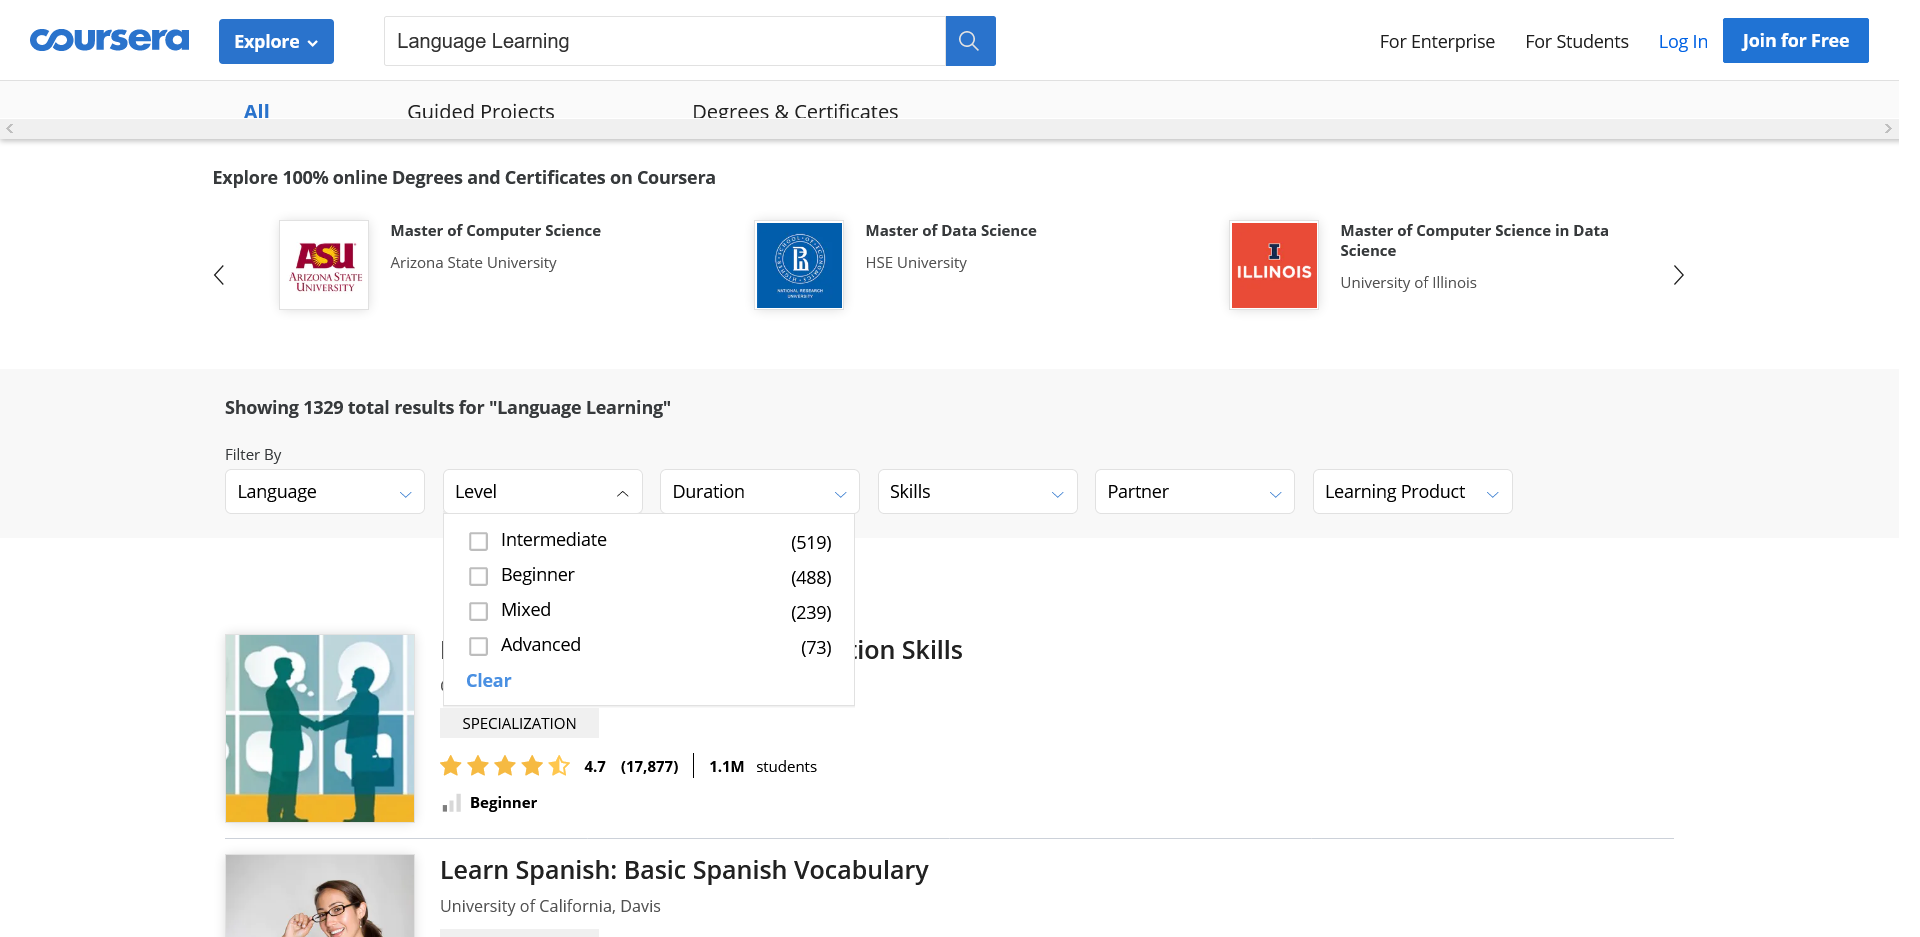 coursera
Explore
Language Learning
For Enterprise
For Students
Log In
Join for Free
All
Guided Projects
Degrees & Certificates
Explore 100% online Degrees and Certificates on Coursera
ASU
ARIZONA STATE
UNIVERSITY
Master of Computer Science
Arizona State University
NATIONAL RESEARCH
UNIVERSITY
Master of Data Science
HSE University
I
ILLINOIS
Master of Computer Science in Data
Science
University of Illinois
Showing 1329 total results for "Language Learning"
Filter By
Language
Level
Duration
Skills
Partner
Learning Product
Intermediate (519)
Beginner (488)
Mixed (239)
Advanced (73)
Clear
tion Skills
SPECIALIZATION
4.7 (17,877) 1.1M students
Beginner
Learn Spanish: Basic Spanish Vocabulary
University of California, Davis